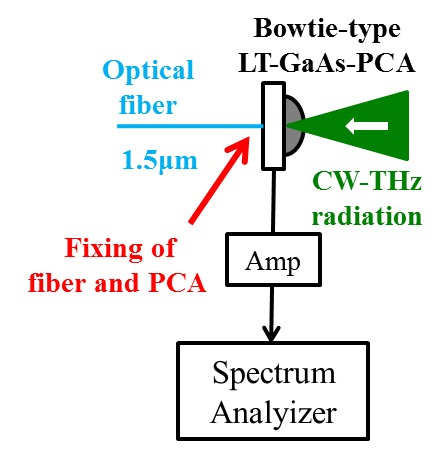 Bowtie-type
LT-GaAs-PCA
Optical
fiber
1.5μm
CW-THz
radiation
Fixing of
fiber and PCA
Amp
Spectrum
Analyizer